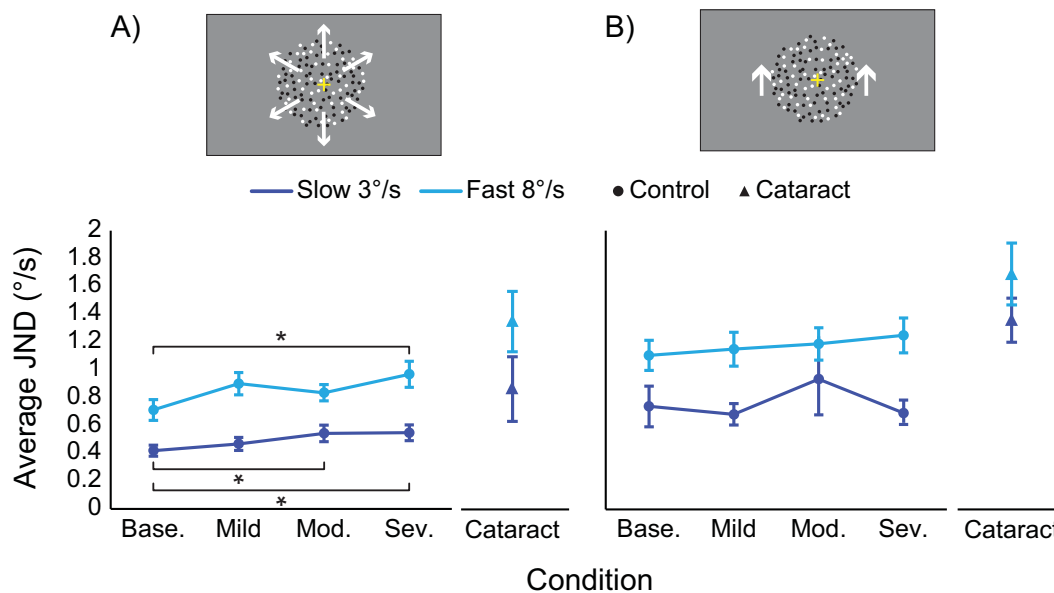 A)
B)
Slow 3°/s
Fast 8°/s
Control
Cataract
Average JND (°/s)
2
1.8
1.6
1.4
1.2
1
0.8
0.6
0.4
0.2
0
*
*
*
Base.
Mild
Mod.
Sev.
Cataract
Base.
Mild
Mod.
Sev.
Cataract
Condition